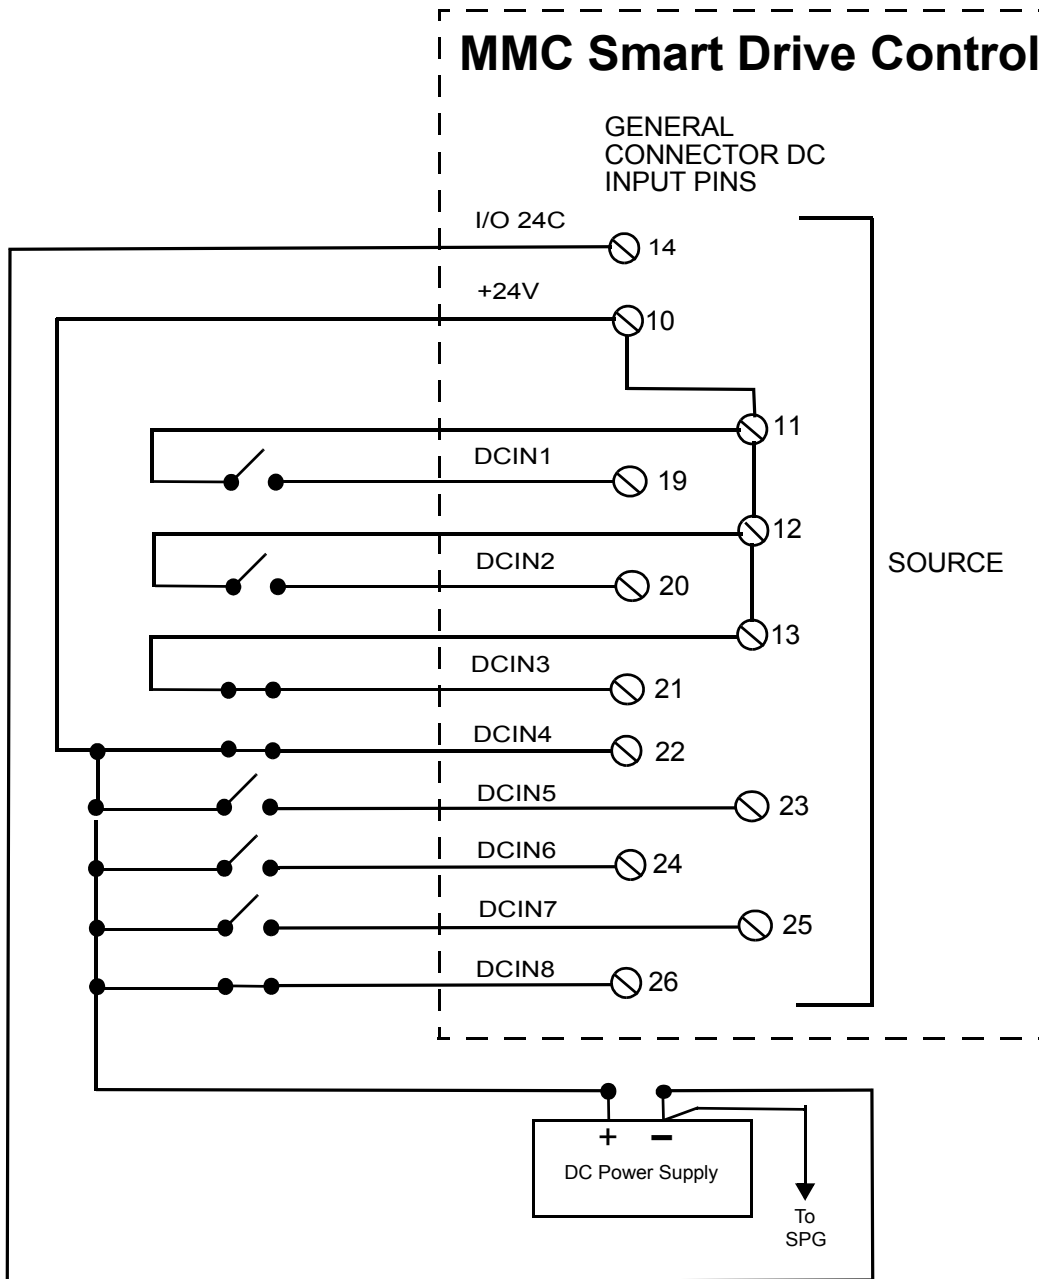 MMC Smart Drive Control
GENERAL
CONNECTOR DC
INPUT PINS
I/O 24C
14
+24V
10
11
DCIN1
19
12
DCIN2
20
SOURCE
13
DCIN3
21
DCIN4
22
DCIN5
23
DCIN6
24
DCIN7
25
DCIN8
26
+ -
DC Power Supply
To
SPG